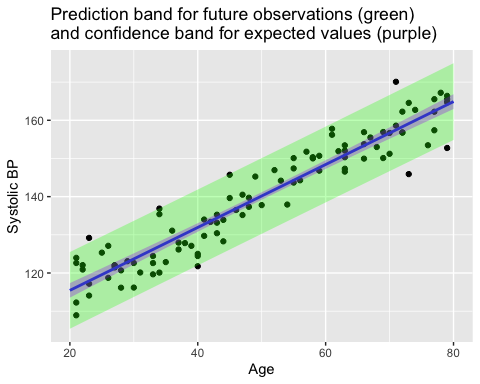 Prediction band for future observations (green)
and confidence band for expected values (purple)
Systolic BP
160
140
120
20
40
60
80
Age